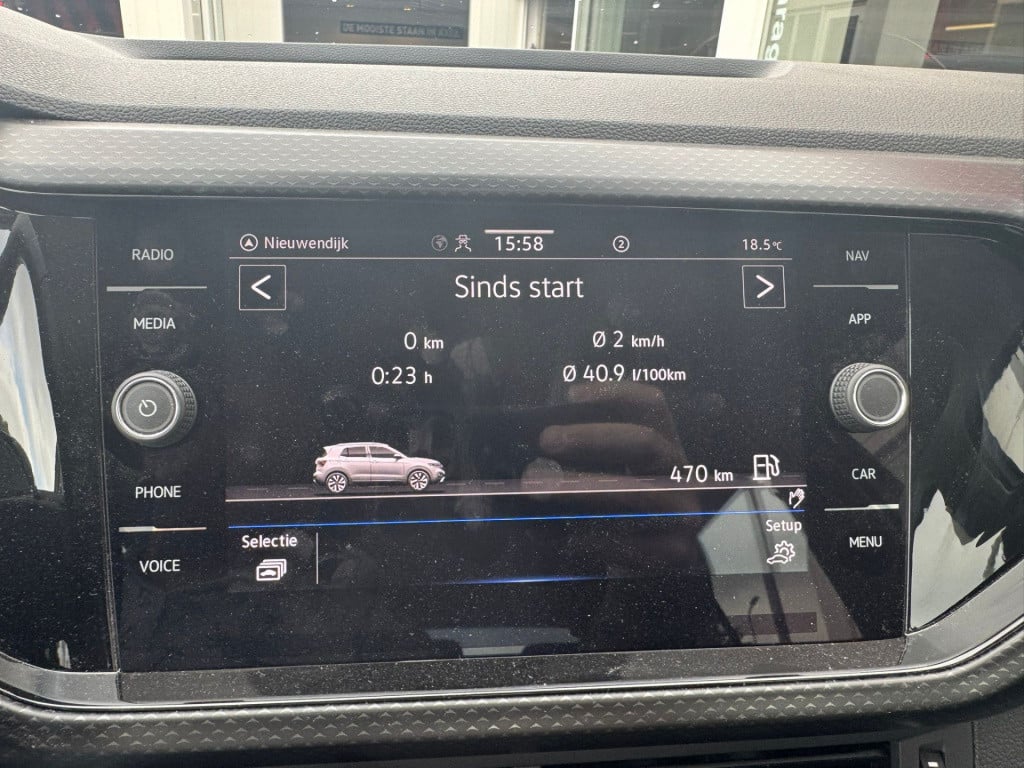 DE MOOISTE STAAN IN AXEL
RADIO
MEDIA
PHONE
VOICE
Nieuwendijk
15:58
2
18.5°C
Sinds start
0 km
Ø 2 km/h
0:23 h
Ø 40.9 l/100km
470 km
Selectie
Setup
NAV
APP
CAR
MENU